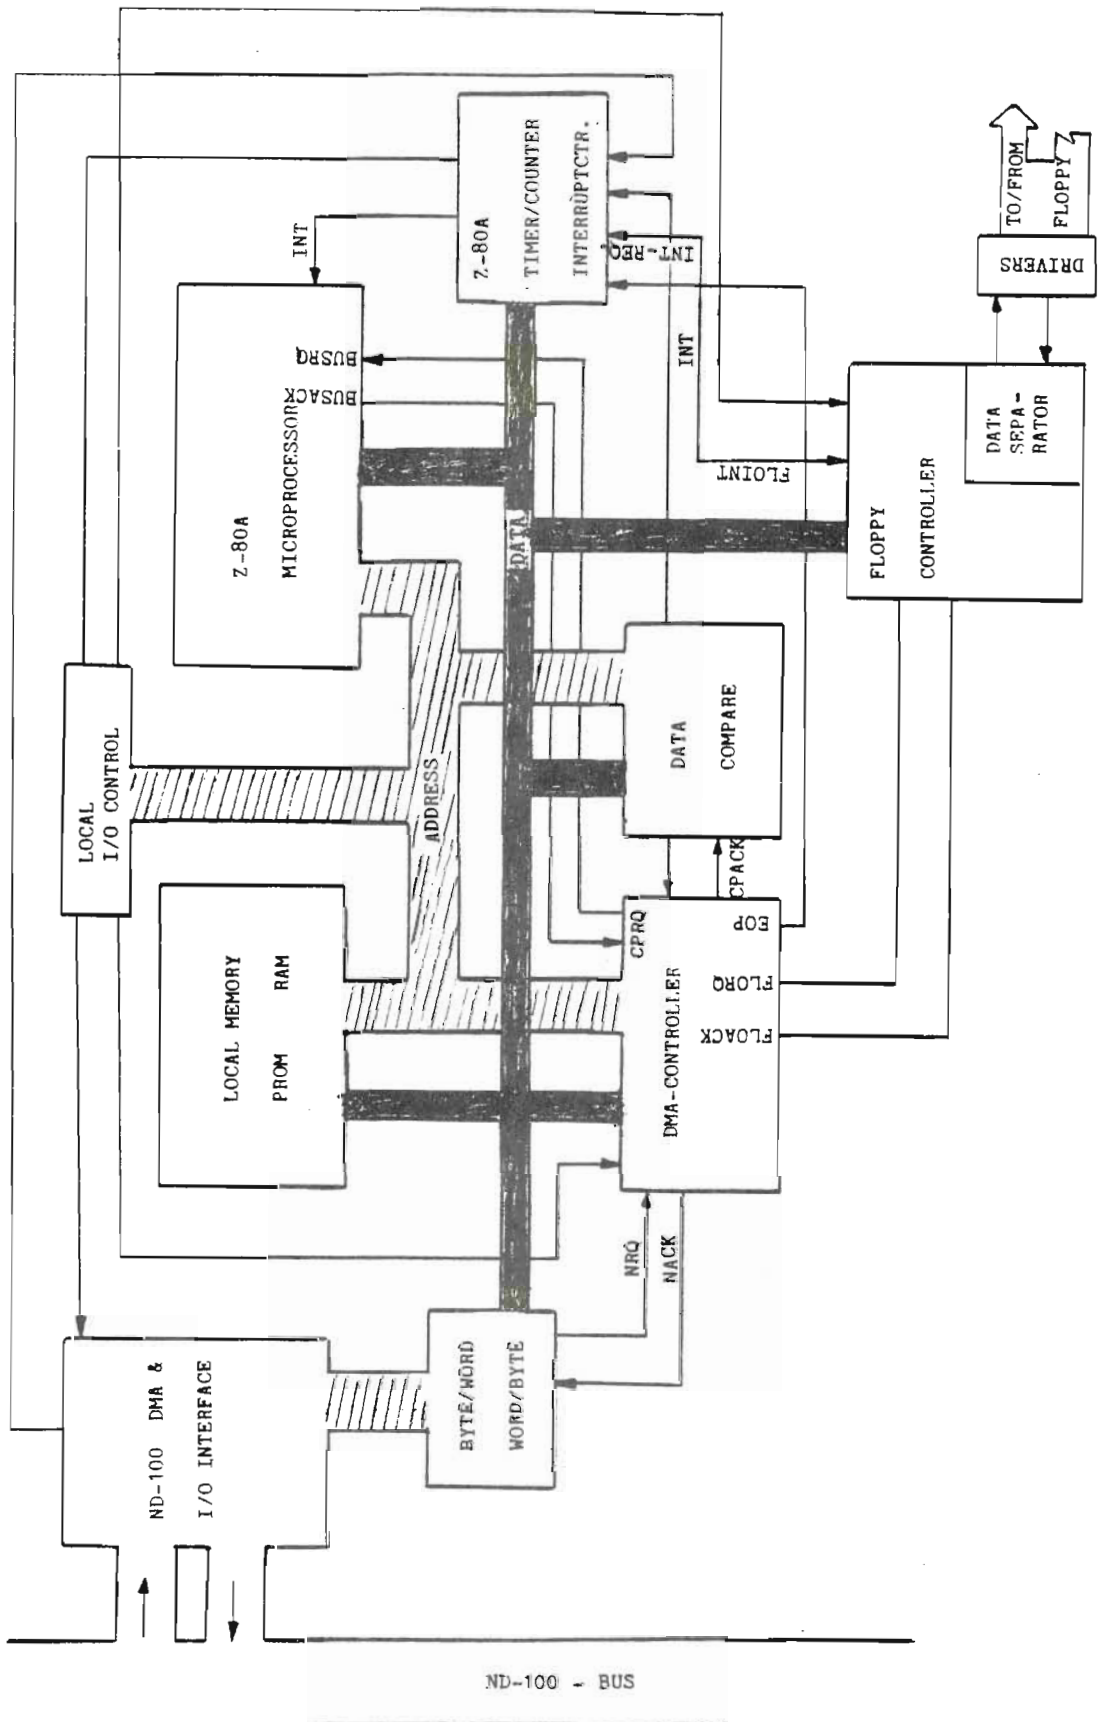 Z-80A
TIMER/COUNTER
INTERRUPTCTR.
INT
INT-REQ
TO/FROM
FLOPPY
DRIVERS
Z-80A
MICROPROCESSOR
BUSRQ
BUSACK
INT
FLOINT
DATA
SEPA-
RATOR
FLOPPY
CONTROLLER
DATA
LOCAL
I/O CONTROL
ADDRESS
DATA
COMPARE
CPACK
LOCAL MEMORY
PROM RAM
CPRQ
EOP
FLORQ
FLOACK
DMA-CONTROLLER
NRQ
NACK
ND-100 DMA &
I/O INTERFACE
BYTE/WORD
WORD/BYTE
ND-100 - BUS